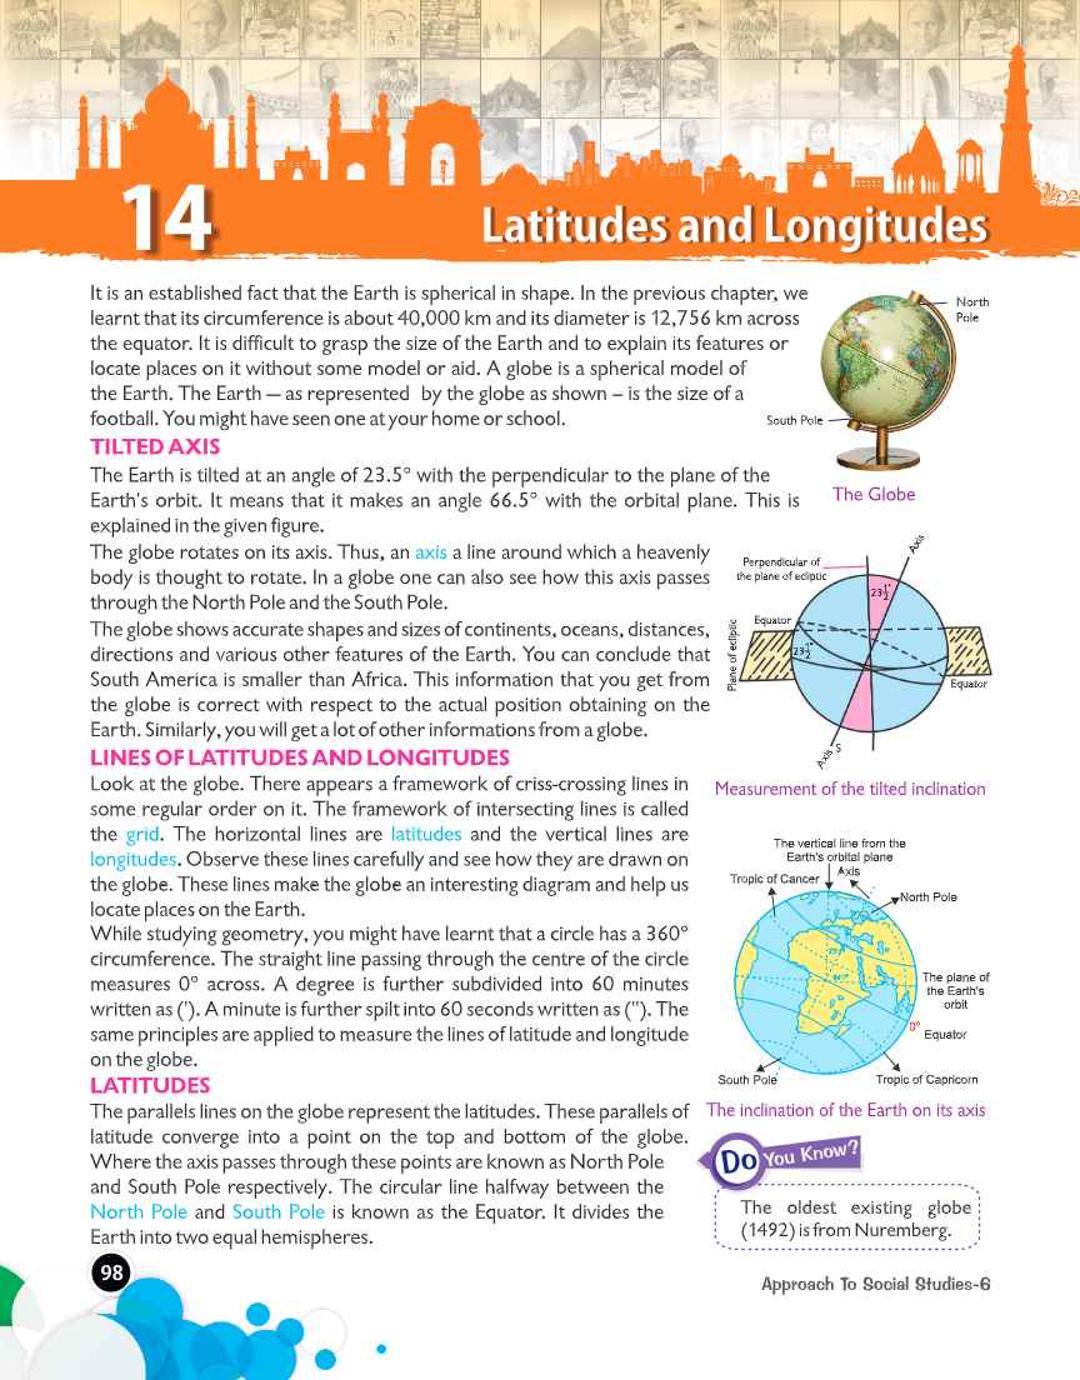 14
Latitudes and Longitudes
It is an established fact that the Earth is spherical in shape. In the previous chapter, we
learnt that its circumference is about 40,000 km and its diameter is 12,756 km across
the equator. It is difficult to grasp the size of the Earth and to explain its features or
locate places on it without some model or aid. A globe is a spherical model of
the Earth. The Earth – as represented by the globe as shown – is the size of a
football. You might have seen one at your home or school.
North
Pole
South Pole
The Globe
TILTED AXIS
The Earth is tilted at an angle of 23.5° with the perpendicular to the plane of the
Earth's orbit. It means that it makes an angle 66.5° with the orbital plane. This is
explained in the given figure.
The globe rotates on its axis. Thus, an axis a line around which a heavenly
body is thought to rotate. In a globe one can also see how this axis passes
through the North Pole and the South Pole.
The globe shows accurate shapes and sizes of continents, oceans, distances,
directions and various other features of the Earth. You can conclude that
South America is smaller than Africa. This information that you get from
the globe is correct with respect to the actual position obtaining on the
Earth. Similarly, you will get a lot of other informations from a globe.
Axis
Perpendicular of
the plane of ecliptic
23½°
Equator
Plane of ecliptic
23½°
Equator
Axis S
Measurement of the tilted inclination
LINES OF LATITUDES AND LONGITUDES
Look at the globe. There appears a framework of criss-crossing lines in
some regular order on it. The framework of intersecting lines is called
the grid. The horizontal lines are latitudes and the vertical lines are
longitudes. Observe these lines carefully and see how they are drawn on
the globe. These lines make the globe an interesting diagram and help us
locate places on the Earth.
While studying geometry, you might have learnt that a circle has a 360°
circumference. The straight line passing through the centre of the circle
measures 0° across. A degree is further subdivided into 60 minutes
written as ('). A minute is further spilt into 60 seconds written as ("). The
same principles are applied to measure the lines of latitude and longitude
on the globe.
The vertical line from the
Earth's orbital plane
Tropic of Cancer
Axis
North Pole
The plane of
the Earth's
orbit
0°
Equator
South Pole
Tropic of Capricorn
The inclination of the Earth on its axis
LATITUDES
The parallels lines on the globe represent the latitudes. These parallels of
latitude converge into a point on the top and bottom of the globe.
Where the axis passes through these points are known as North Pole
and South Pole respectively. The circular line halfway between the
North Pole and South Pole is known as the Equator. It divides the
Earth into two equal hemispheres.
Do You Know?
The oldest existing globe
(1492) is from Nuremberg.
98
Approach To Social Studies-6